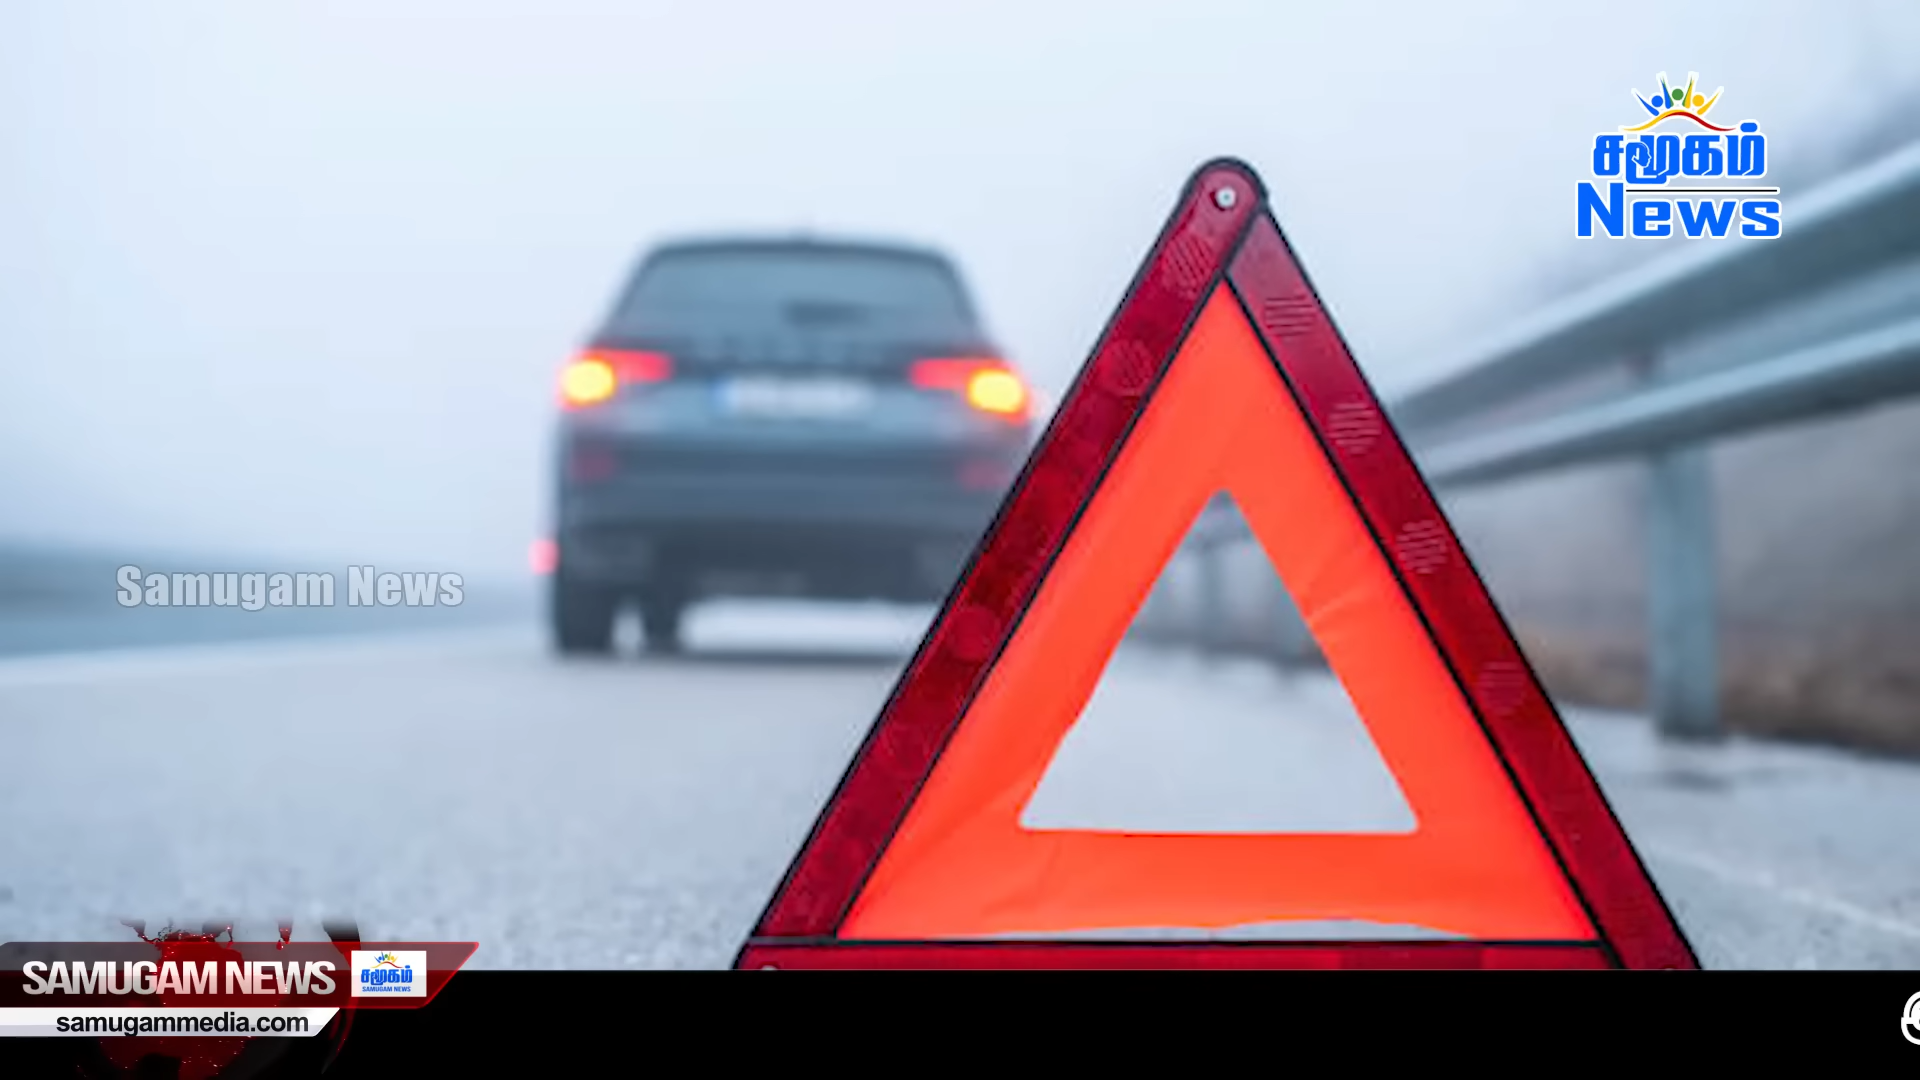 சமூகம்
News
Samugam News
SAMUGAM NEWS
சமூகம்
SAMUGAM NEWS
samugammedia.com